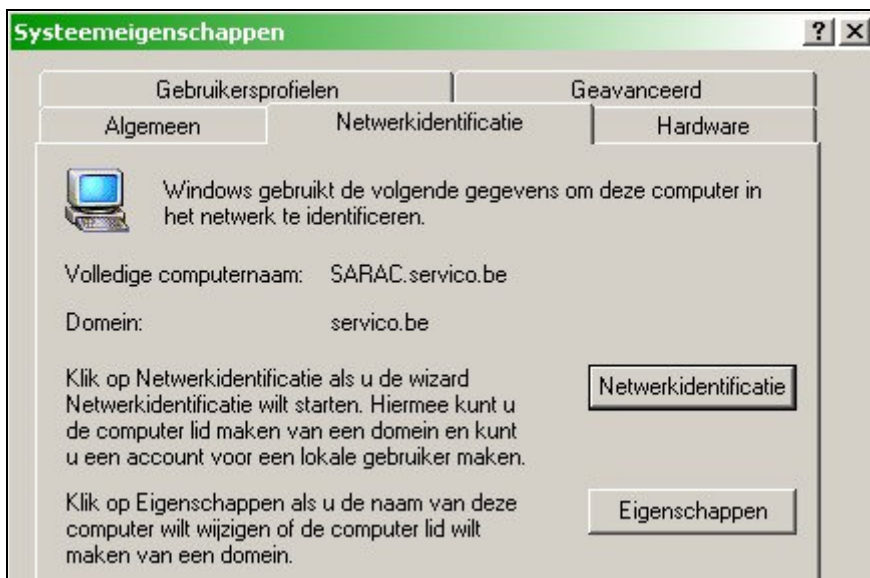 Systeemeigenschappen
Gebruikersprofielen
Geavanceerd
Algemeen
Netwerkidentificatie
Hardware
Windows gebruikt de volgende gegevens om deze computer in
het netwerk te identificeren.
Volledige computernaam: SARAC.servico.be
Domein: servico.be
Klik op Netwerkidentificatie als u de wizard
Netwerkidentificatie wilt starten. Hiermee kunt u
de computer lid maken van een domein en kunt
u een account voor een lokale gebruiker maken.
Netwerkidentificatie
Klik op Eigenschappen als u de naam van deze
computer wilt wijzigen of de computer lid wilt
maken van een domein.
Eigenschappen